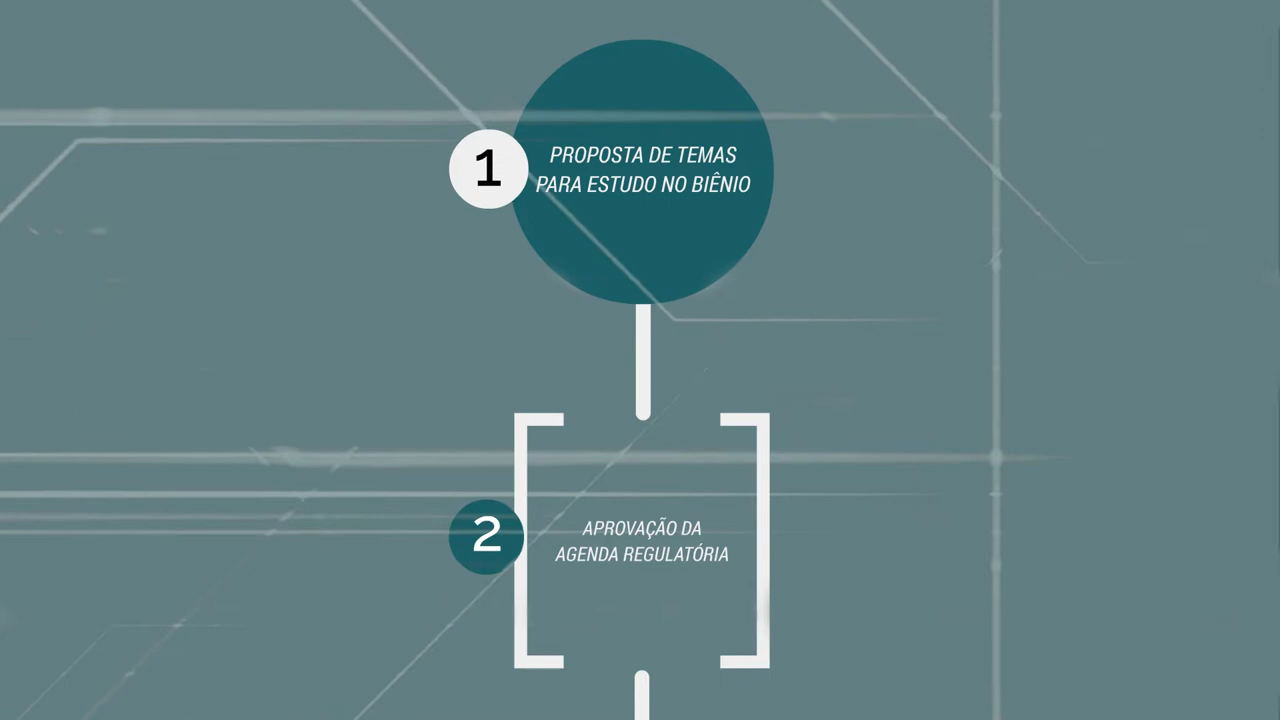 1
PROPOSTA DE TEMAS
PARA ESTUDO NO BIÊNIO
2
APROVAÇÃO DA
AGENDA REGULATÓRIA